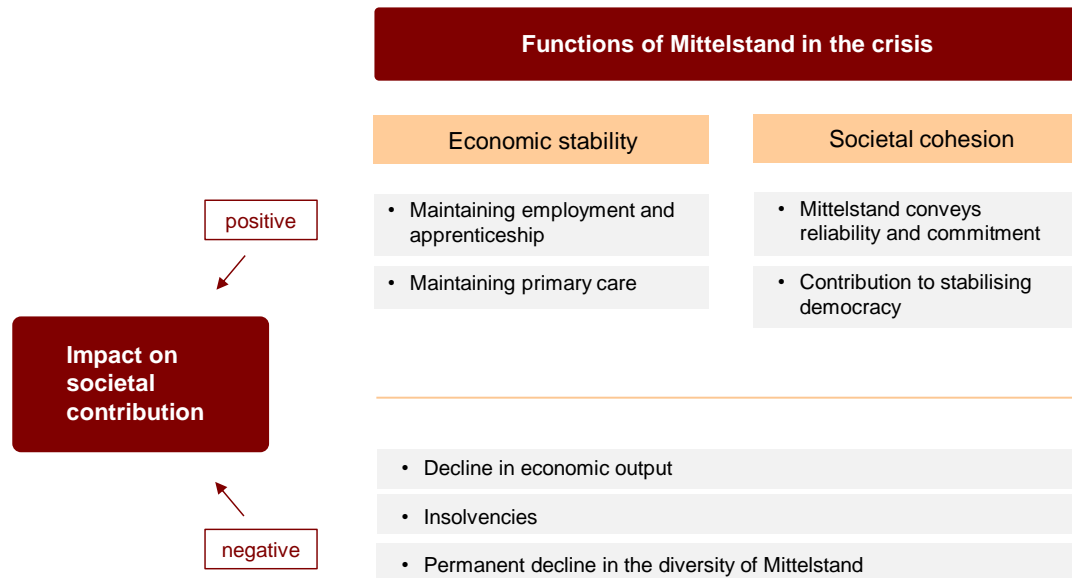 Functions of Mittelstand in the crisis
Economic stability
Societal cohesion
positive
• Maintaining employment and
apprenticeship
• Mittelstand conveys
reliability and commitment
• Maintaining primary care
• Contribution to stabilising
democracy
Impact on
societal
contribution
• Decline in economic output
• Insolvencies
negative
• Permanent decline in the diversity of Mittelstand